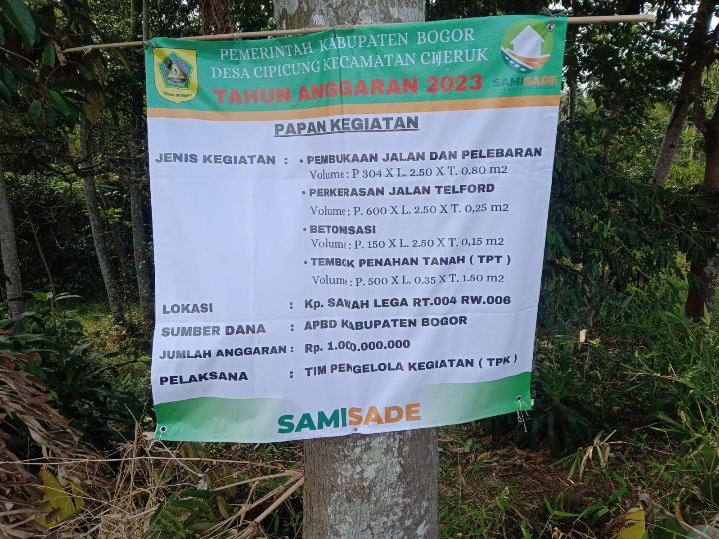 PEMERINTAH KABUPATEN BOGOR
DESA CIPICUNG KECAMATAN CIJERUK
TAHUN ANGGARAN 2023
SAMISADE
PAPAN KEGIATAN
JENIS KEGIATAN : • PEMBUKAAN JALAN DAN PELEBARAN
Volume : P 304 X L. 2.50 X T. 0.80 m2
• PERKERASAN JALAN TELFORD
Volume : P. 600 X L. 2.50 X T. 0,25 m2
• BETONSASI
Volume : P. 150 X L. 2.50 X T. 0,15 m2
• TEMBOK PENAHAN TANAH ( TPT )
Volume : P. 500 X L. 0.35 X T. 1.50 m2
LOKASI : Kp. SAWAH LEGA RT.004 RW.006
SUMBER DANA : APBD KABUPATEN BOGOR
JUMLAH ANGGARAN : Rp. 1.000.000.000
PELAKSANA : TIM PENGELOLA KEGIATAN ( TPK )
SAMISADE